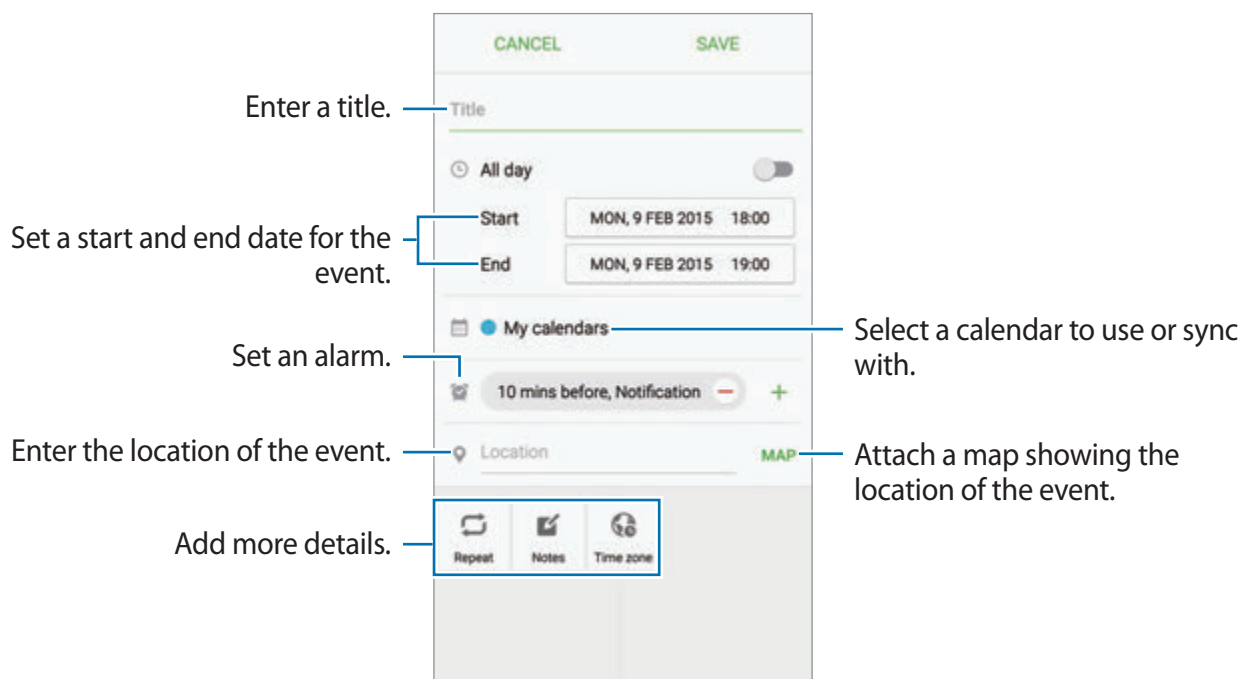 CANCEL SAVE
Enter a title.
Title
All day
Start MON, 9 FEB 2015 18:00
Set a start and end date for the
event.
End MON, 9 FEB 2015 19:00
My calendars
Select a calendar to use or sync
with.
Set an alarm.
10 mins before, Notification
Enter the location of the event.
Location MAP
Attach a map showing the
location of the event.
Add more details.
Repeat Notes Time zone